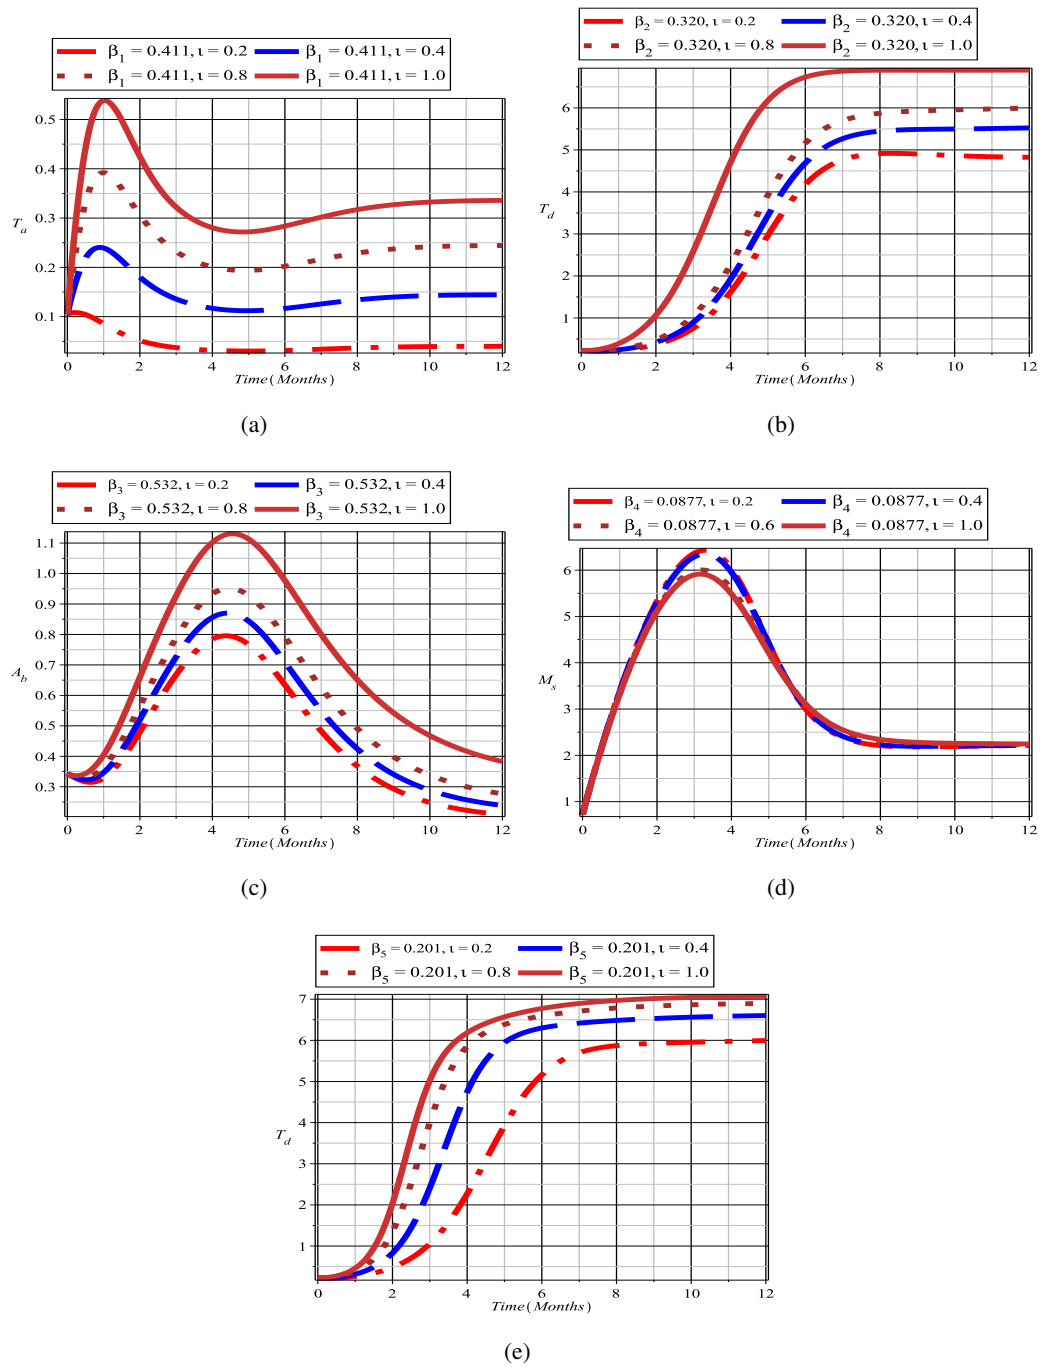 β₁ = 0.411, ι = 0.2 β₁ = 0.411, ι = 0.4
β₁ = 0.411, ι = 0.8 β₁ = 0.411, ι = 1.0
0.5
0.4
0.3
T_a
0.2
0.1
0 2 4 6 8 10 12
Time (Months)
(a)
β₂ = 0.320, ι = 0.2 β₂ = 0.320, ι = 0.4
β₂ = 0.320, ι = 0.8 β₂ = 0.320, ι = 1.0
6
5
4
T_d
3
2
1
0 2 4 6 8 10 12
Time (Months)
(b)
β₃ = 0.532, ι = 0.2 β₃ = 0.532, ι = 0.4
β₃ = 0.532, ι = 0.8 β₃ = 0.532, ι = 1.0
1.1
1.0
0.9
0.8
0.7
A_b
0.6
0.5
0.4
0.3
0 2 4 6 8 10 12
Time (Months)
(c)
β₄ = 0.0877, ι = 0.2 β₄ = 0.0877, ι = 0.4
β₄ = 0.0877, ι = 0.6 β₄ = 0.0877, ι = 1.0
6
5
4
M_s
3
2
1
0 2 4 6 8 10 12
Time (Months)
(d)
β₅ = 0.201, ι = 0.2 β₅ = 0.201, ι = 0.4
β₅ = 0.201, ι = 0.8 β₅ = 0.201, ι = 1.0
7
6
5
4
T_d
3
2
1
0 2 4 6 8 10 12
Time (Months)
(e)